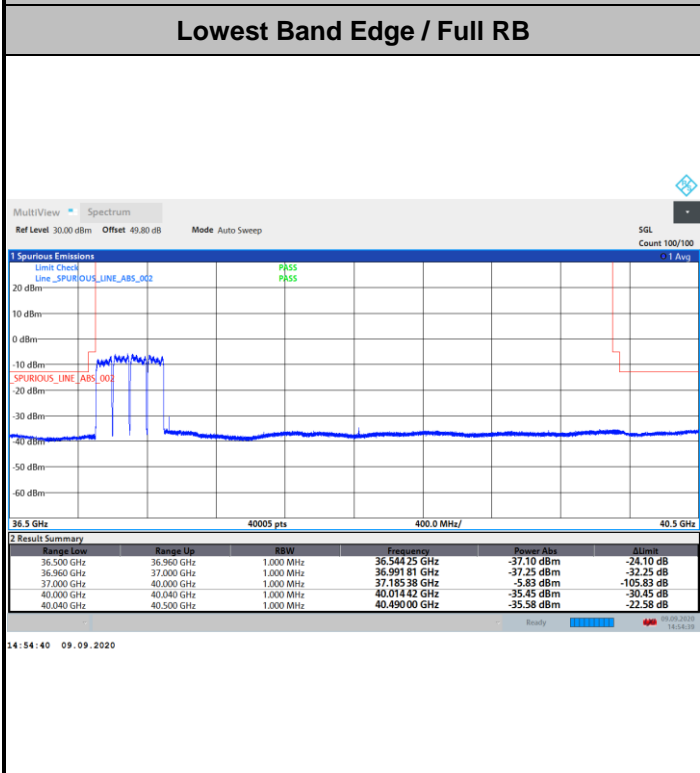 Lowest Band Edge / Full RB
MultiView Spectrum
Ref Level 30.00 dBm Offset 49.80 dB Mode Auto Sweep SGL
Count 100/100
1 Spurious Emissions 1 Avg
Limit Check PASS
Line _SPURIOUS_LINE_ABS_002 PASS
20 dBm
10 dBm
0 dBm
-10 dBm
_SPURIOUS_LINE_ABS_002
-20 dBm
-30 dBm
-40 dBm
-50 dBm
-60 dBm
36.5 GHz 40005 pts 400.0 MHz/ 40.5 GHz
2 Result Summary
Range Low Range Up RBW Frequency Power Abs ΔLimit
36.500 GHz 36.960 GHz 1.000 MHz 36.544 25 GHz -37.10 dBm -24.10 dB
36.960 GHz 37.000 GHz 1.000 MHz 36.991 81 GHz -37.25 dBm -32.25 dB
37.000 GHz 40.000 GHz 1.000 MHz 37.185 38 GHz -5.83 dBm -105.83 dB
40.000 GHz 40.040 GHz 1.000 MHz 40.014 42 GHz -35.45 dBm -30.45 dB
40.040 GHz 40.500 GHz 1.000 MHz 40.490 00 GHz -35.58 dBm -22.58 dB
Ready 09.09.2020
14:54:39
14:54:40 09.09.2020